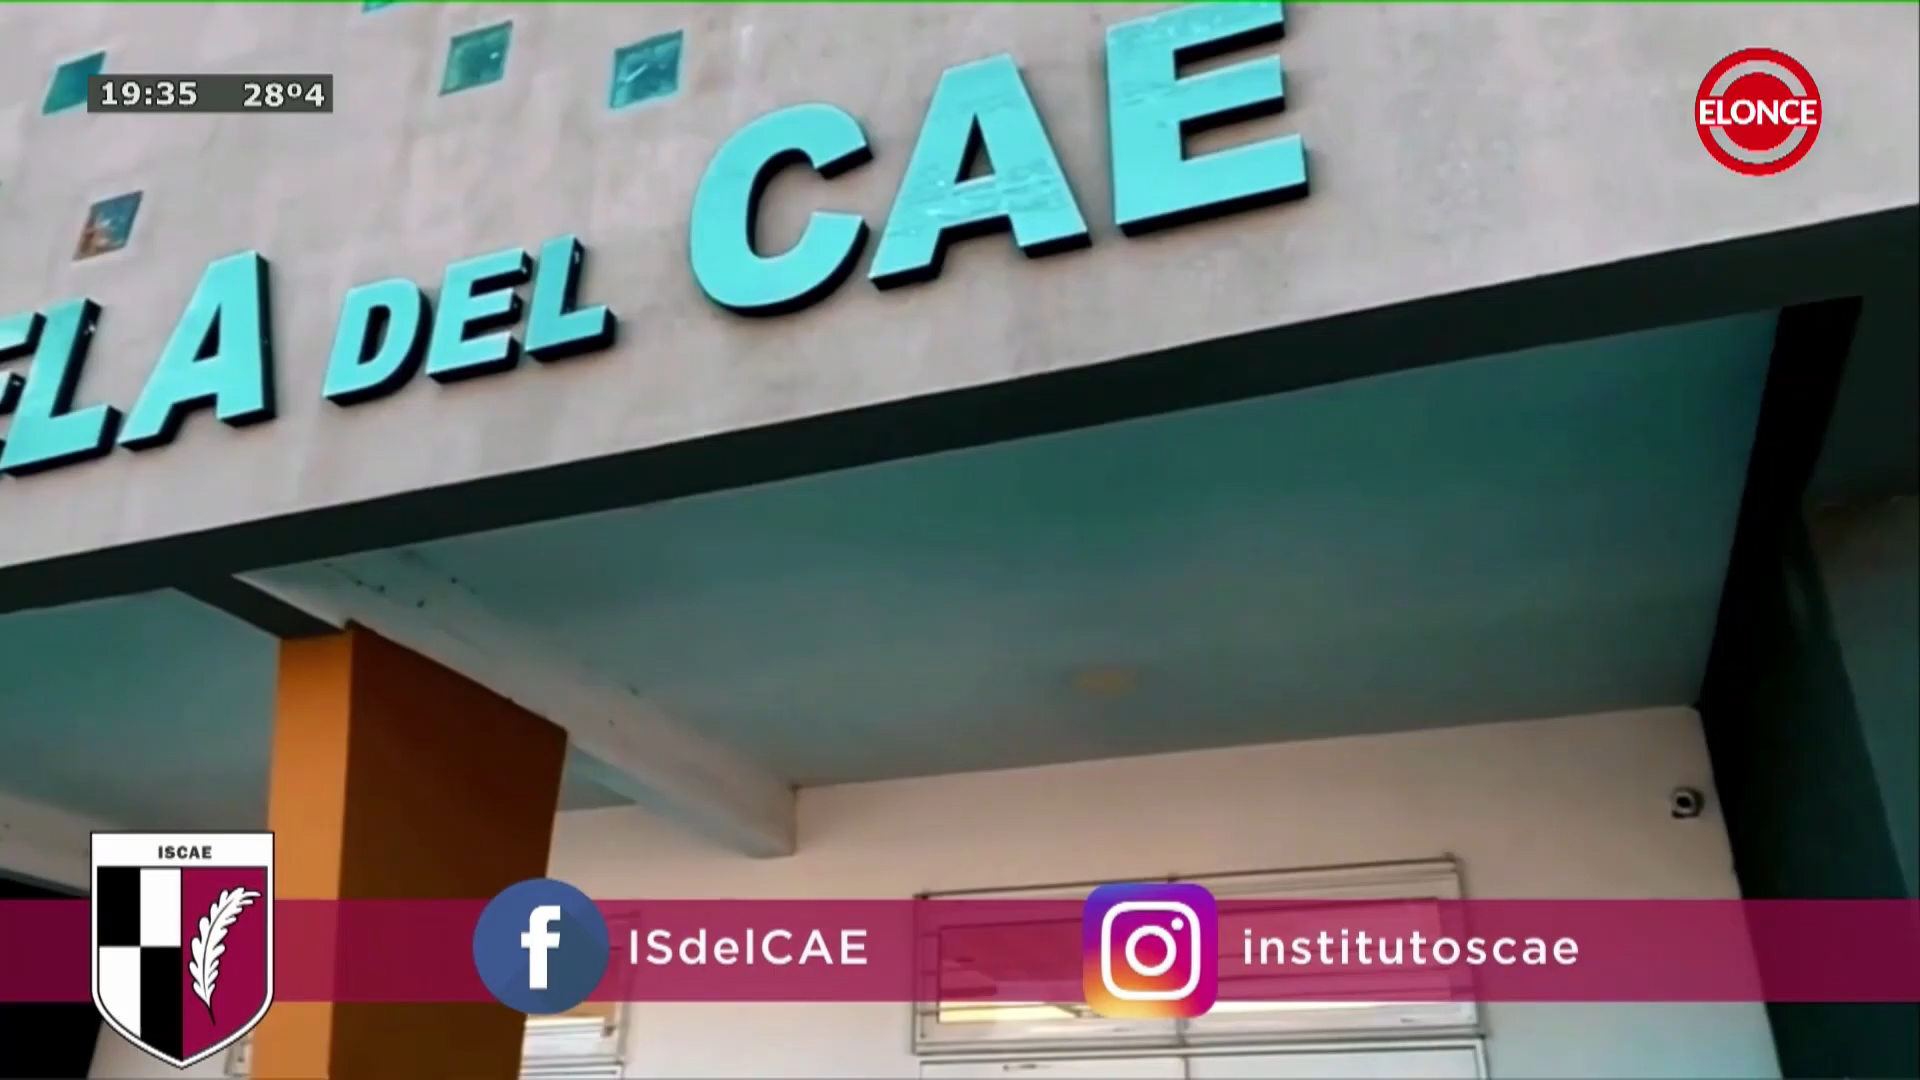 19:35 28º4
ELONCE
ELA DEL CAE
ISCAE
ISdelCAE
institutoscae